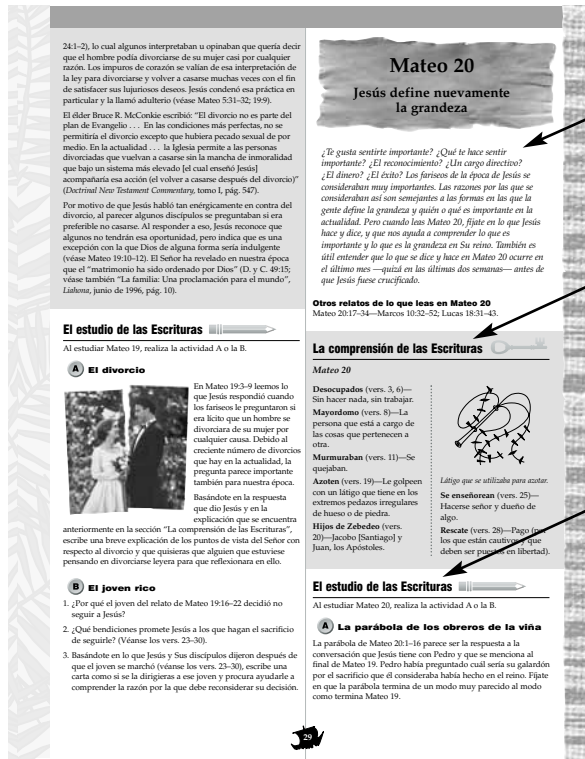 24:1–2), lo cual algunos interpretaban u opinaban que quería decir
que el hombre podía divorciarse de su mujer casi por cualquier
razón. Los impuros de corazón se valían de esa interpretación de
la ley para divorciarse y volver a casarse muchas veces con el fin
de satisfacer sus lujuriosos deseos. Jesús condenó esa práctica en
particular y la llamó adulterio (véase Mateo 5:31–32; 19:9).
El élder Bruce R. McConkie escribió: “El divorcio no es parte del
plan de Evangelio . . . En las condiciones más perfectas, no se
permitiría el divorcio excepto que hubiera pecado sexual de por
medio. En la actualidad . . . la Iglesia permite a las personas
divorciadas que vuelvan a casarse sin la mancha de inmoralidad
que bajo un sistema más elevado [el cual enseñó Jesús]
acompañaría esa acción (el volver a casarse después del divorcio)”
(Doctrinal New Testament Commentary, tomo I, pág. 547).
Por motivo de que Jesús habló tan enérgicamente en contra del
divorcio, al parecer algunos discípulos se preguntaban si era
preferible no casarse. Al responder a eso, Jesús reconoce que
algunos no tendrán esa oportunidad, pero indica que es una
excepción con la que Dios de alguna forma sería indulgente
(véase Mateo 19:10–12). El Señor ha revelado en nuestra época
que el “matrimonio ha sido ordenado por Dios” (D. y C. 49:15;
véase también “La familia: Una proclamación para el mundo”,
Liahona, junio de 1996, pág. 10).
El estudio de las Escrituras
Al estudiar Mateo 19, realiza la actividad A o la B.
A El divorcio
En Mateo 19:3–9 leemos lo
que Jesús respondió cuando
los fariseos le preguntaron si
era lícito que un hombre se
divorciara de su mujer por
cualquier causa. Debido al
creciente número de divorcios
que hay en la actualidad, la
pregunta parece importante
también para nuestra época.
Basándote en la respuesta
que dio Jesús y en la
explicación que se encuentra
anteriormente en la sección “La comprensión de las Escrituras”,
escribe una breve explicación de los puntos de vista del Señor con
respecto al divorcio y que quisieras que alguien que estuviese
pensando en divorciarse leyera para que reflexionara en ello.
B El joven rico
1. ¿Por qué el joven del relato de Mateo 19:16–22 decidió no
seguir a Jesús?
2. ¿Qué bendiciones promete Jesús a los que hagan el sacrificio
de seguirle? (Véanse los vers. 23–30).
3. Basándote en lo que Jesús y Sus discípulos dijeron después de
que el joven se marchó (véanse los vers. 23–30), escribe una
carta como si la dirigieras a ese joven y procura ayudarle a
comprender la razón por la que debe reconsiderar su decisión.
Mateo 20
Jesús define nuevamente
la grandeza
¿Te gusta sentirte importante? ¿Qué te hace sentir
importante? ¿El reconocimiento? ¿Un cargo directivo?
¿El dinero? ¿El éxito? Los fariseos de la época de Jesús se
consideraban muy importantes. Las razones por las que se
consideraban así son semejantes a las formas en las que la
gente define la grandeza y quién o qué es importante en la
actualidad. Pero cuando leas Mateo 20, fíjate en lo que Jesús
hace y dice, y que nos ayuda a comprender lo que es
importante y lo que es la grandeza en Su reino. También es
útil entender que lo que se dice y hace en Mateo 20 ocurre en
el último mes —quizá en las últimas dos semanas— antes de
que Jesús fuese crucificado.
Otros relatos de lo que leas en Mateo 20
Mateo 20:17–34—Marcos 10:32–52; Lucas 18:31–43.
La comprensión de las Escrituras
Mateo 20
Desocupados (vers. 3, 6)—
Sin hacer nada, sin trabajar.
Mayordomo (vers. 8)—La
persona que está a cargo de
las cosas que pertenecen a
otra.
Murmuraban (vers. 11)—Se
quejaban.
Azoten (vers. 19)—Le golpeen
con un látigo que tiene en los
extremos pedazos irregulares
de hueso o de piedra.
Hijos de Zebedeo (vers.
20)—Jacobo [Santiago] y
Juan, los Apóstoles.
Látigo que se utilizaba para azotar.
Se enseñorean (vers. 25)—
Hacerse señor y dueño de
algo.
Rescate (vers. 28)—Pago (por
los que están cautivos y que
deben ser puestos en libertad).
El estudio de las Escrituras
Al estudiar Mateo 20, realiza la actividad A o la B.
A La parábola de los obreros de la viña
La parábola de Mateo 20:1–16 parece ser la respuesta a la
conversación que Jesús tiene con Pedro y que se menciona al
final de Mateo 19. Pedro había preguntado cuál sería su galardón
por el sacrificio que él consideraba había hecho en el reino. Fíjate
en que la parábola termina de un modo muy parecido al modo
como termina Mateo 19.
29